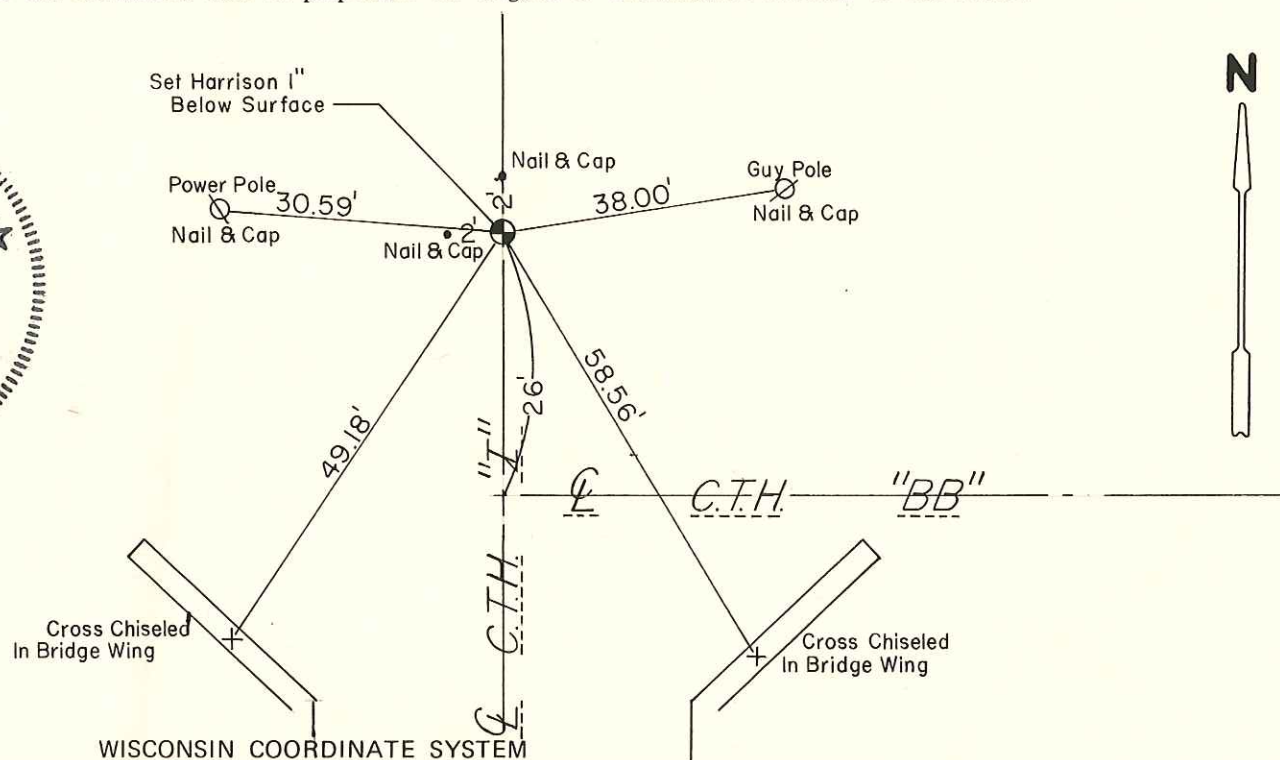 N
Set Harrison 1"
Below Surface
Nail & Cap
2'
Power Pole
30.59'
Nail & Cap
2'
Nail & Cap
Guy Pole
38.00'
Nail & Cap
49.18'
58.56'
26'
℄ C.T.H. "I"
℄ C.T.H. "BB"
Cross Chiseled
In Bridge Wing
Cross Chiseled
In Bridge Wing
WISCONSIN COORDINATE SYSTEM